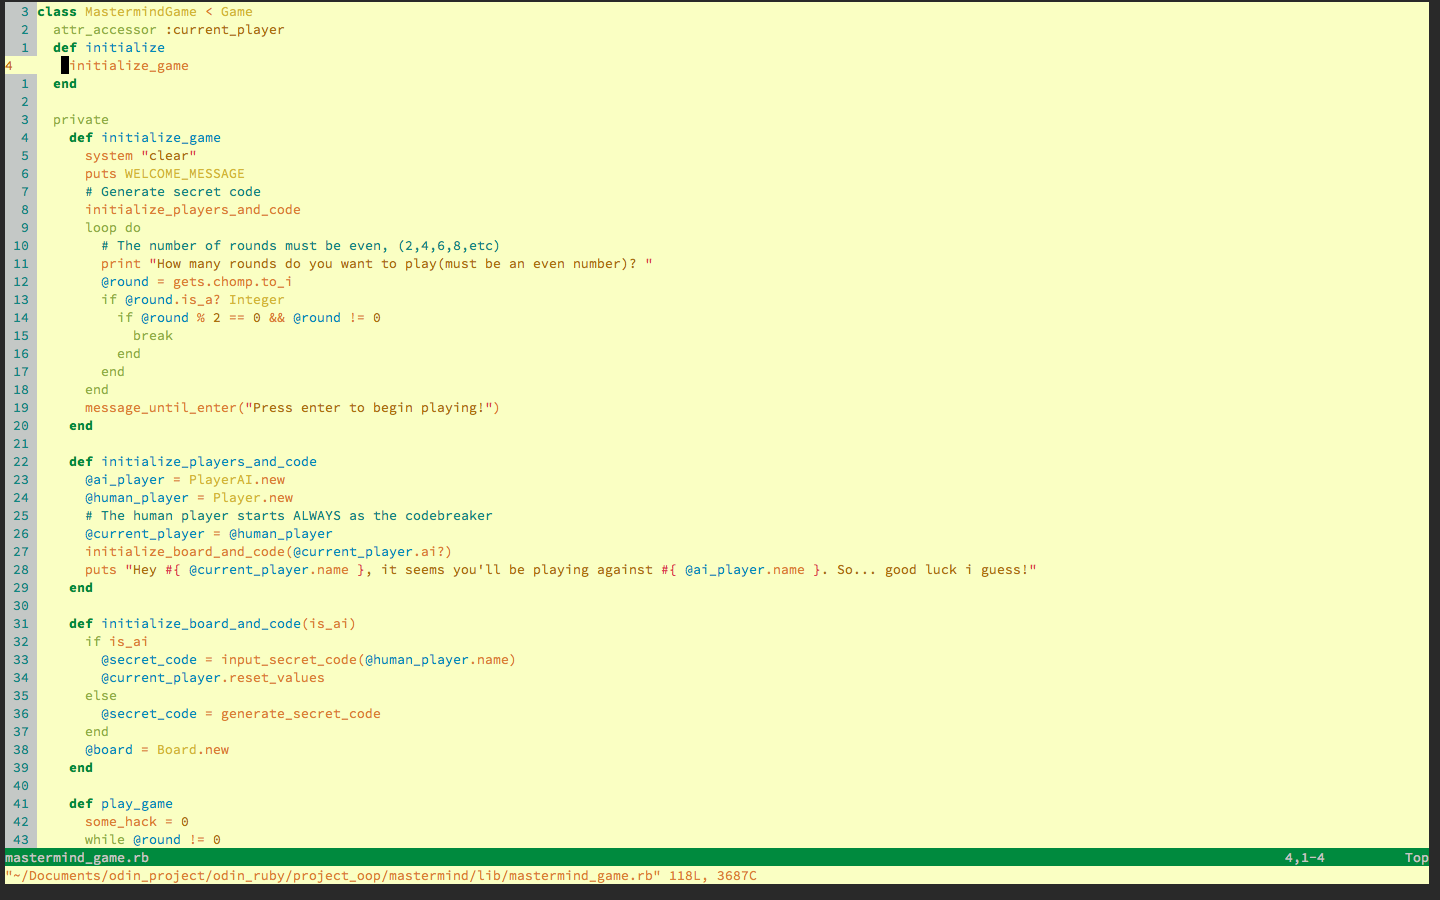 3 class MastermindGame < Game
2   attr_accessor :current_player
1   def initialize
4     initialize_game
1   end
2
3   private
4     def initialize_game
5       system "clear"
6       puts WELCOME_MESSAGE
7       # Generate secret code
8       initialize_players_and_code
9       loop do
10         # The number of rounds must be even, (2,4,6,8,etc)
11         print "How many rounds do you want to play(must be an even number)? "
12         @round = gets.chomp.to_i
13         if @round.is_a? Integer
14           if @round % 2 == 0 && @round != 0
15             break
16           end
17         end
18       end
19       message_until_enter("Press enter to begin playing!")
20     end
21
22     def initialize_players_and_code
23       @ai_player = PlayerAI.new
24       @human_player = Player.new
25       # The human player starts ALWAYS as the codebreaker
26       @current_player = @human_player
27       initialize_board_and_code(@current_player.ai?)
28       puts "Hey #{ @current_player.name }, it seems you'll be playing against #{ @ai_player.name }. So... good luck i guess!"
29     end
30
31     def initialize_board_and_code(is_ai)
32       if is_ai
33         @secret_code = input_secret_code(@human_player.name)
34         @current_player.reset_values
35       else
36         @secret_code = generate_secret_code
37       end
38       @board = Board.new
39     end
40
41     def play_game
42       some_hack = 0
43       while @round != 0
mastermind_game.rb 4,1-4 Top
"~/Documents/odin_project/odin_ruby/project_oop/mastermind/lib/mastermind_game.rb" 118L, 3687C